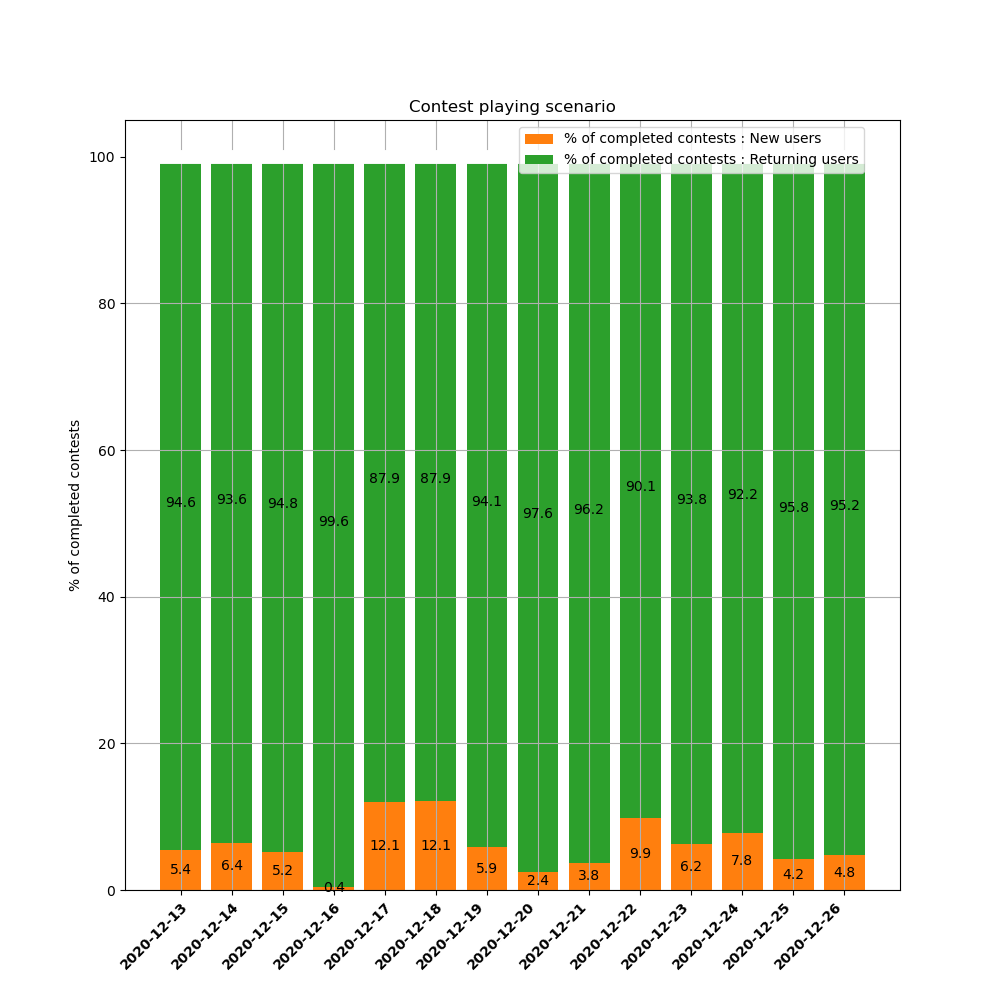 Contest playing scenario
% of completed contests : New users
% of completed contests : Returning users
100
80
60
40
20
0
% of completed contests
94.6 93.6 94.8 99.6 87.9 87.9 94.1 97.6 96.2 90.1 93.8 92.2 95.8 95.2
5.4 6.4 5.2 0.4 12.1 12.1 5.9 2.4 3.8 9.9 6.2 7.8 4.2 4.8
2020-12-13 2020-12-14 2020-12-15 2020-12-16 2020-12-17 2020-12-18 2020-12-19 2020-12-20 2020-12-21 2020-12-22 2020-12-23 2020-12-24 2020-12-25 2020-12-26